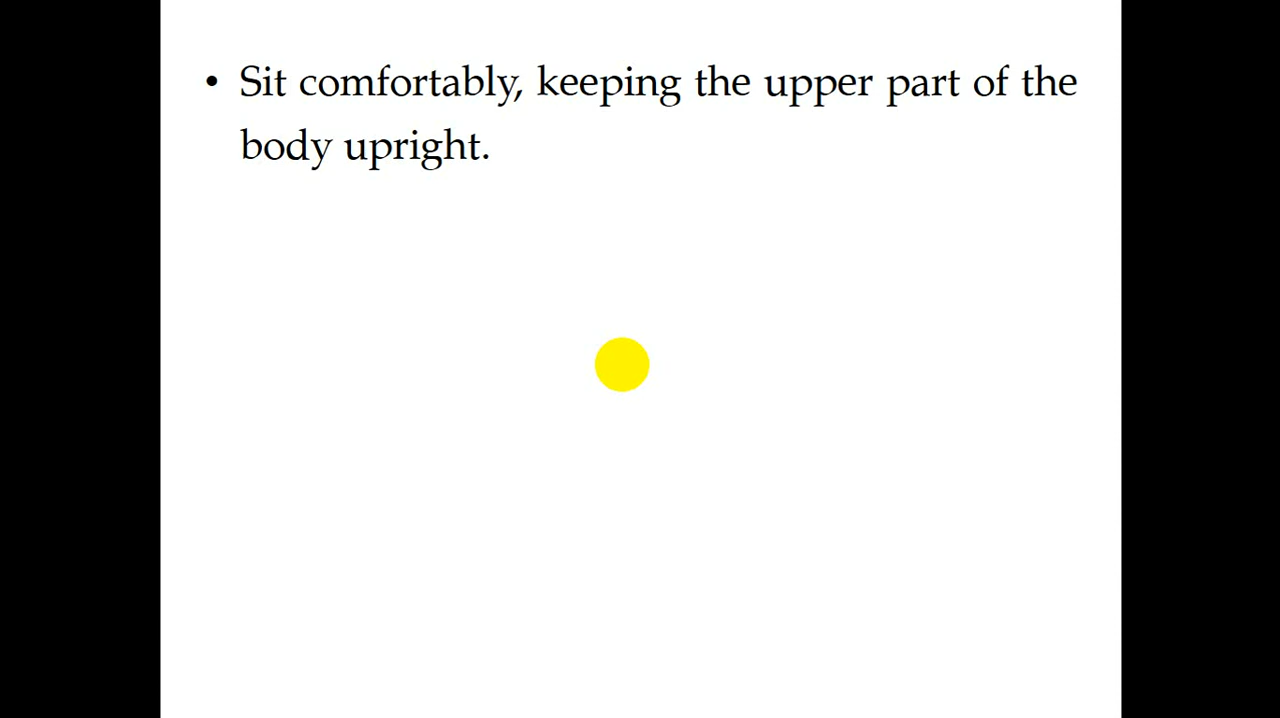 • Sit comfortably, keeping the upper part of the
body upright.